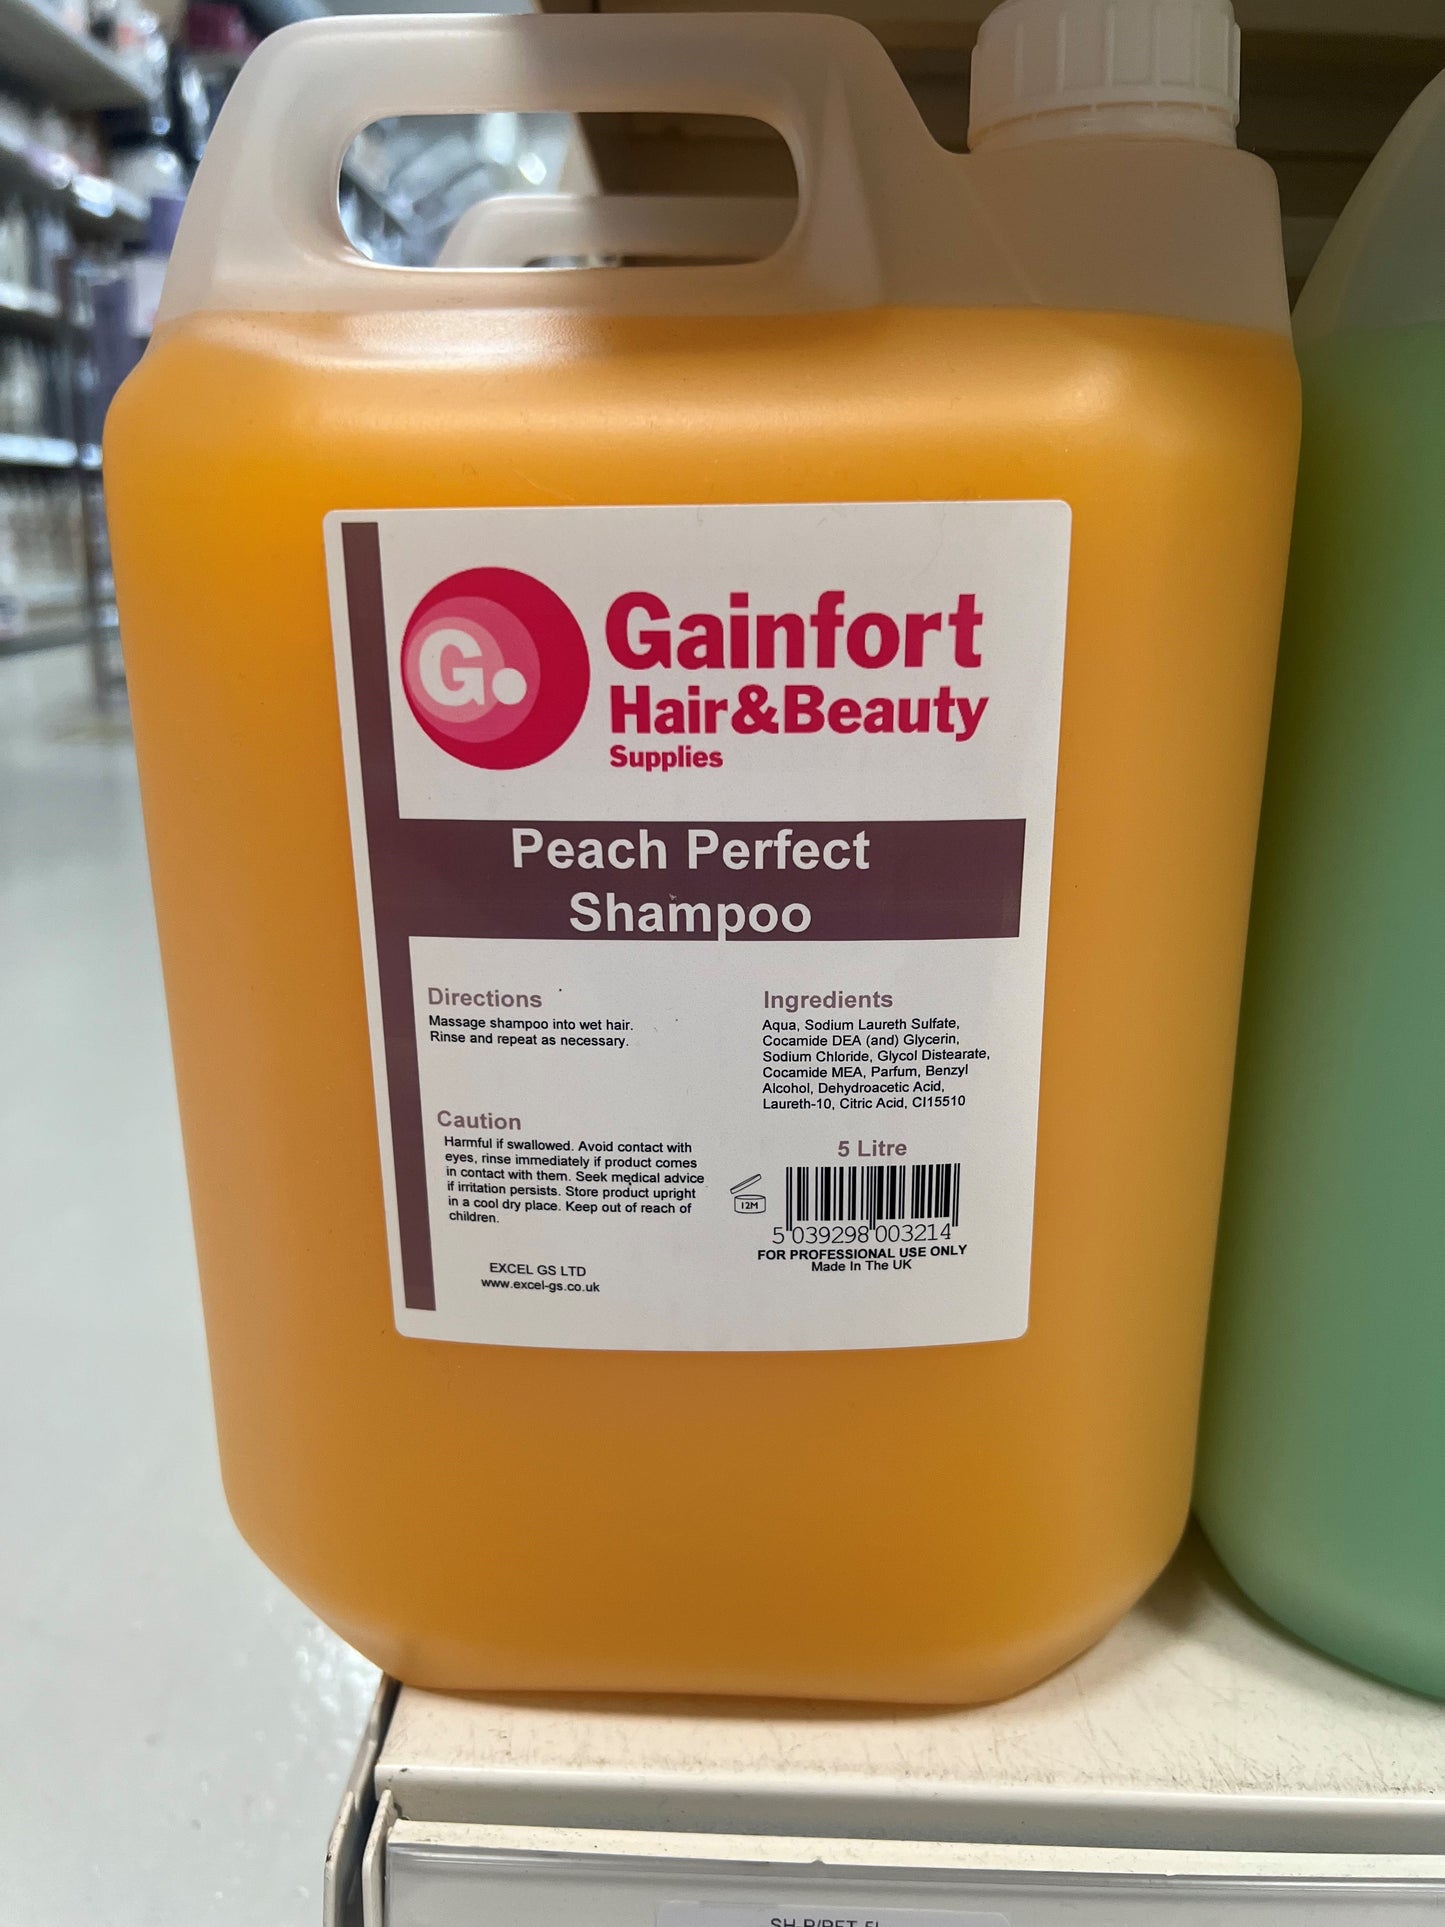 G.
Gainfort
Hair&Beauty
Supplies
Peach Perfect
Shampoo
Directions
Massage shampoo into wet hair.
Rinse and repeat as necessary.
Ingredients
Aqua, Sodium Laureth Sulfate,
Cocamide DEA (and) Glycerin,
Sodium Chloride, Glycol Distearate,
Cocamide MEA, Parfum, Benzyl
Alcohol, Dehydroacetic Acid,
Laureth-10, Citric Acid, CI15510
Caution
Harmful if swallowed. Avoid contact with
eyes, rinse immediately if product comes
in contact with them. Seek medical advice
if irritation persists. Store product upright
in a cool dry place. Keep out of reach of
children.
EXCEL GS LTD
www.excel-gs.co.uk
5 Litre
12M
5 039298 003214
FOR PROFESSIONAL USE ONLY
Made In The UK